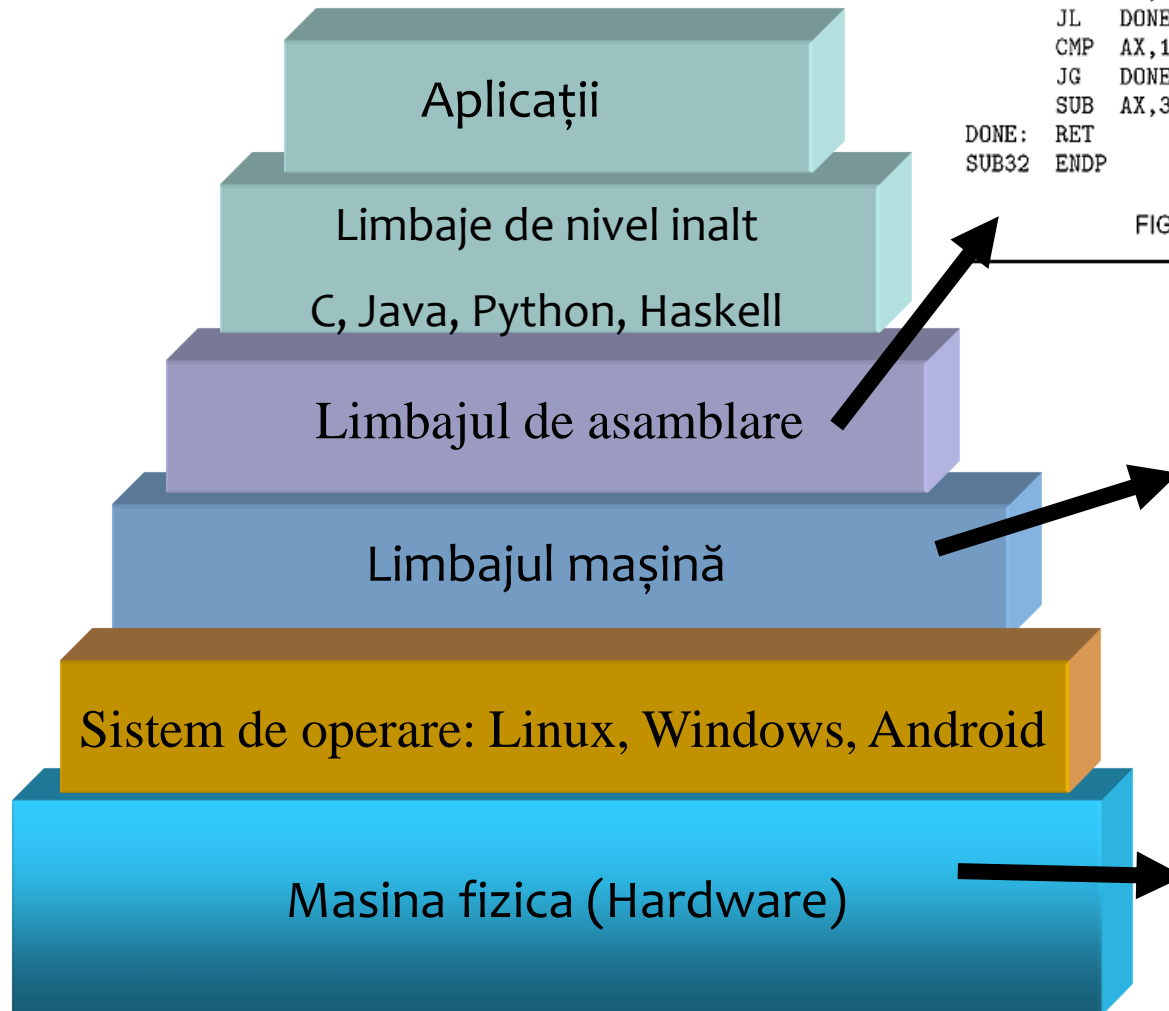 JL DONE
CMP AX,1
JG DONE
SUB AX,3
DONE: RET
SUB32 ENDP
FIG
Aplicații
Limbaje de nivel inalt
C, Java, Python, Haskell
Limbajul de asamblare
Limbajul mașină
Sistem de operare: Linux, Windows, Android
Masina fizica (Hardware)